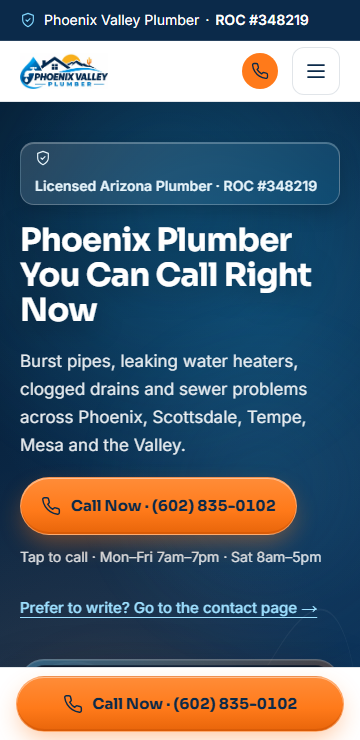 Phoenix Valley Plumber · ROC #348219
PHOENIX VALLEY
PLUMBER
Licensed Arizona Plumber · ROC #348219
Phoenix Plumber
You Can Call Right
Now
Burst pipes, leaking water heaters,
clogged drains and sewer problems
across Phoenix, Scottsdale, Tempe,
Mesa and the Valley.
Call Now · (602) 835-0102
Tap to call · Mon–Fri 7am–7pm · Sat 8am–5pm
Prefer to write? Go to the contact page →
Call Now · (602) 835-0102